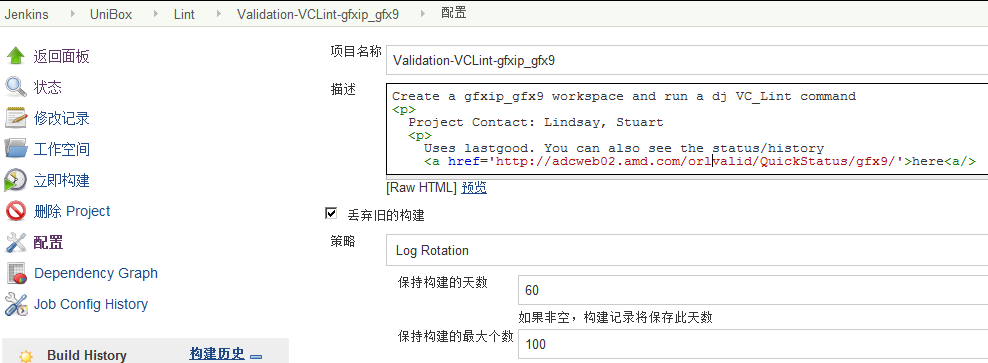 Jenkins UniBox Lint Validation-VCLint-gfxip_gfx9 配置
返回面板
状态
修改记录
工作空间
立即构建
删除 Project
配置
Dependency Graph
Job Config History
Build History 构建历史
项目名称 Validation-VCLint-gfxip_gfx9
描述
Create a gfxip_gfx9 workspace and run a dj VC_Lint command
<p>
Project Contact: Lindsay, Stuart
<p>
Uses lastgood. You can also see the status/history
<a href='http://adcweb02.amd.com/orlvalid/QuickStatus/gfx9/'>here<a/>
[Raw HTML] 预览
丢弃旧的构建
策略 Log Rotation
保持构建的天数 60
如果非空，构建记录将保存此天数
保持构建的最大个数 100